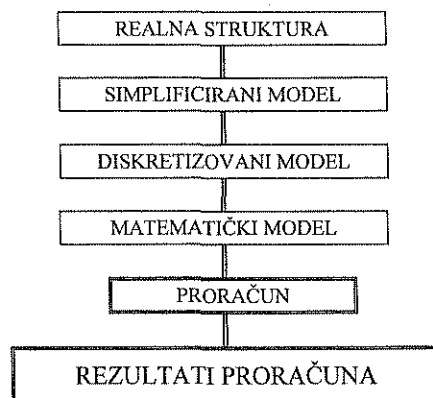 REALNA STRUKTURA
SIMPLIFICIRANI MODEL
DISKRETIZOVANI MODEL
MATEMATIČKI MODEL
PRORAČUN
REZULTATI PRORAČUNA